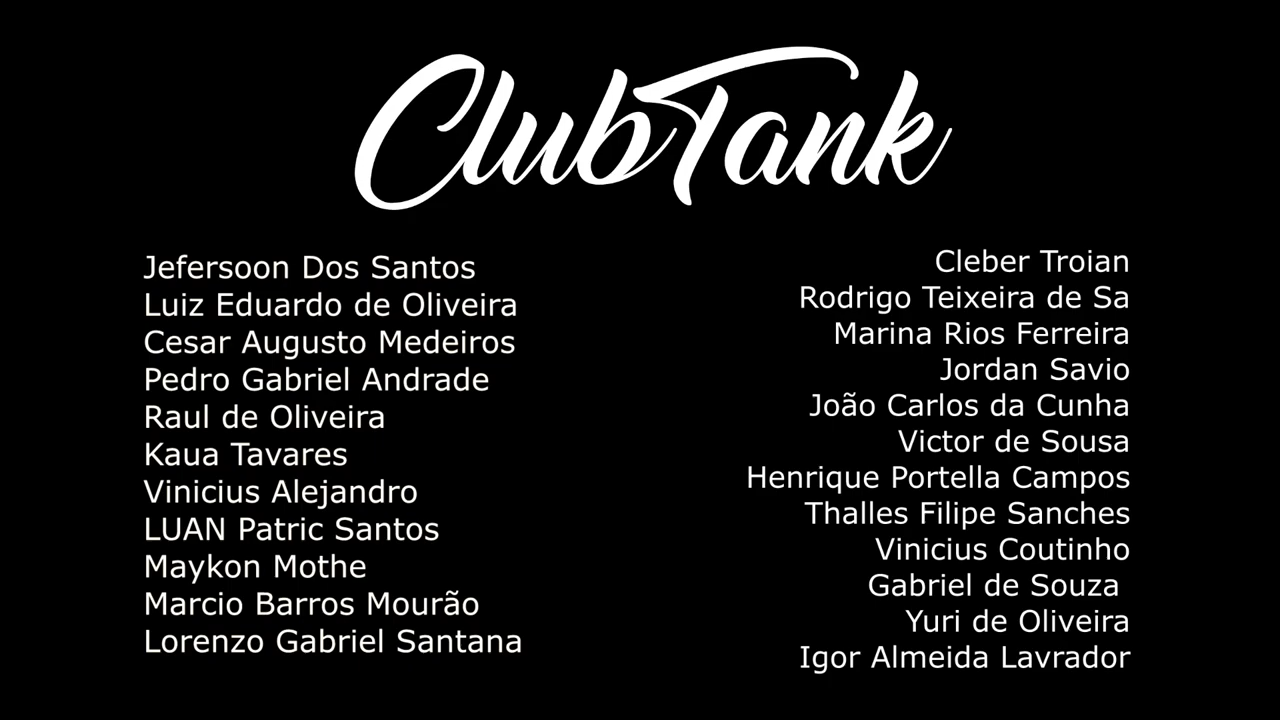 ClubTank
Jefersoon Dos Santos
Luiz Eduardo de Oliveira
Cesar Augusto Medeiros
Pedro Gabriel Andrade
Raul de Oliveira
Kaua Tavares
Vinicius Alejandro
LUAN Patric Santos
Maykon Mothe
Marcio Barros Mourão
Lorenzo Gabriel Santana
Cleber Troian
Rodrigo Teixeira de Sa
Marina Rios Ferreira
Jordan Savio
João Carlos da Cunha
Victor de Sousa
Henrique Portella Campos
Thalles Filipe Sanches
Vinicius Coutinho
Gabriel de Souza
Yuri de Oliveira
Igor Almeida Lavrador